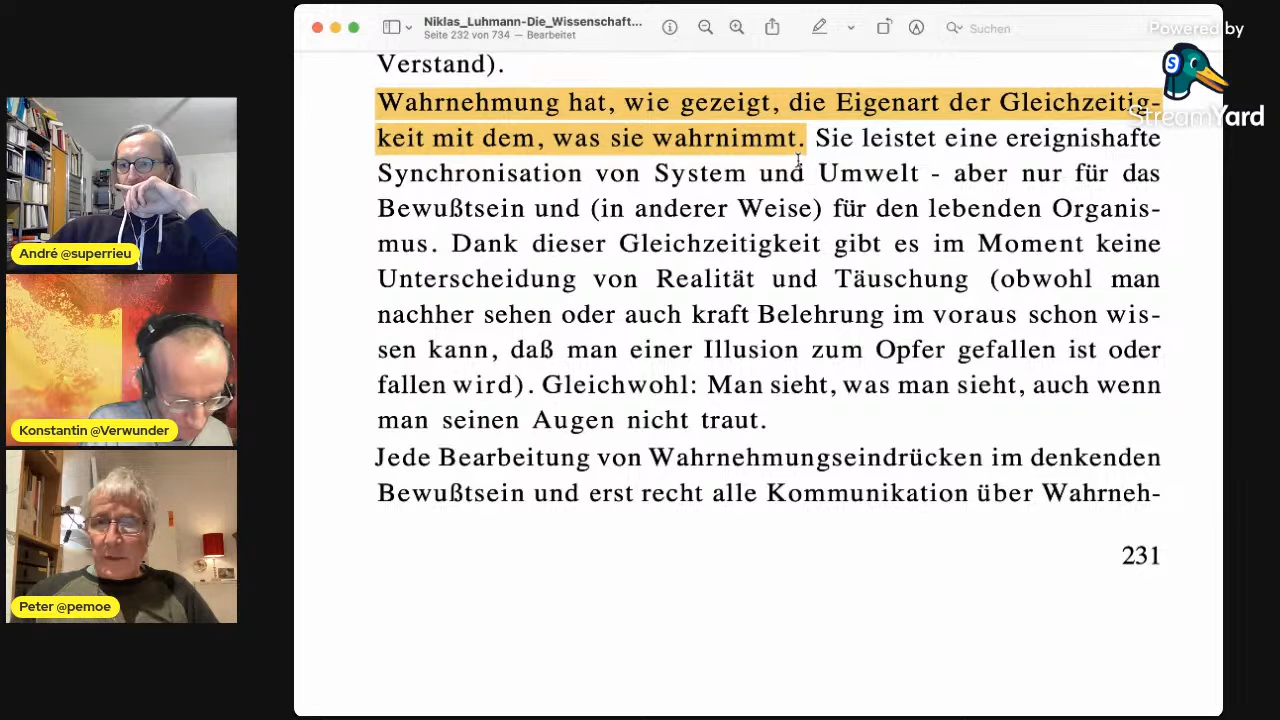 Niklas_Luhmann-Die_Wissenschaft...
Seite 232 von 734 — Bearbeitet
Suchen
Powered by
StreamYard
S
Verstand).
Wahrnehmung hat, wie gezeigt, die Eigenart der Gleichzeitig-
keit mit dem, was sie wahrnimmt. Sie leistet eine ereignishafte
Synchronisation von System und Umwelt - aber nur für das
Bewußtsein und (in anderer Weise) für den lebenden Organis-
mus. Dank dieser Gleichzeitigkeit gibt es im Moment keine
Unterscheidung von Realität und Täuschung (obwohl man
nachher sehen oder auch kraft Belehrung im voraus schon wis-
sen kann, daß man einer Illusion zum Opfer gefallen ist oder
fallen wird). Gleichwohl: Man sieht, was man sieht, auch wenn
man seinen Augen nicht traut.
Jede Bearbeitung von Wahrnehmungseindrücken im denkenden
Bewußtsein und erst recht alle Kommunikation über Wahrneh-
231
André @superrieu
Konstantin @Verwunder
Peter @pemoe